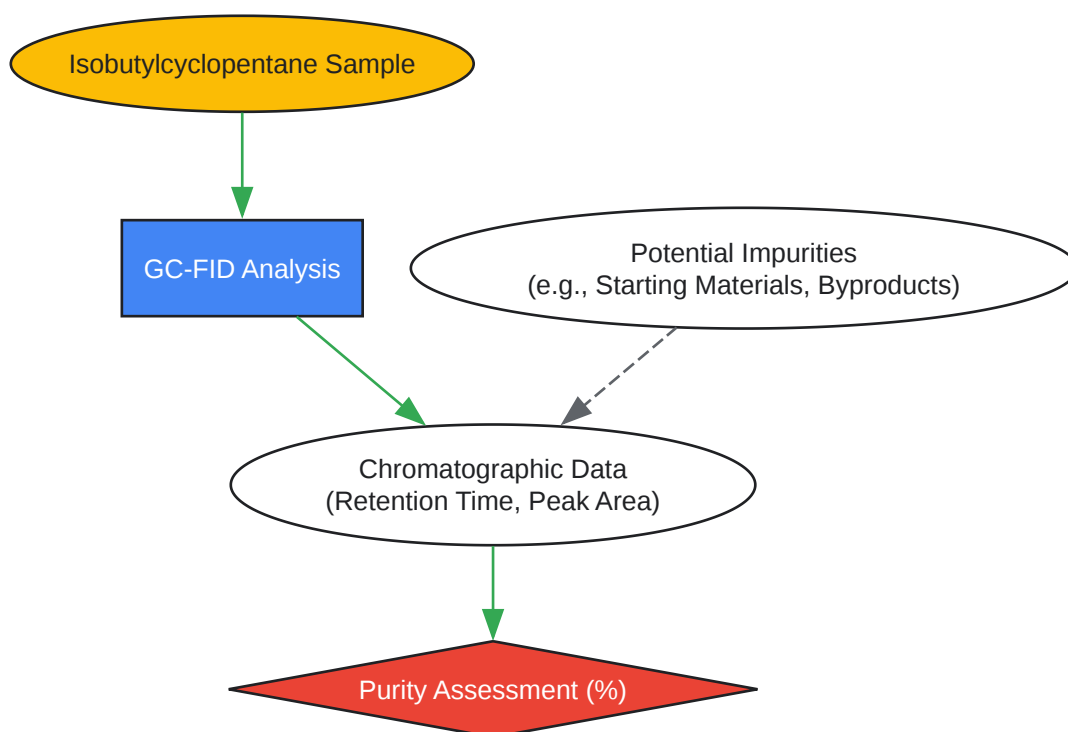 Isobutylcyclopentane Sample
GC-FID Analysis
Potential Impurities
(e.g., Starting Materials, Byproducts)
Chromatographic Data
(Retention Time, Peak Area)
Purity Assessment (%)